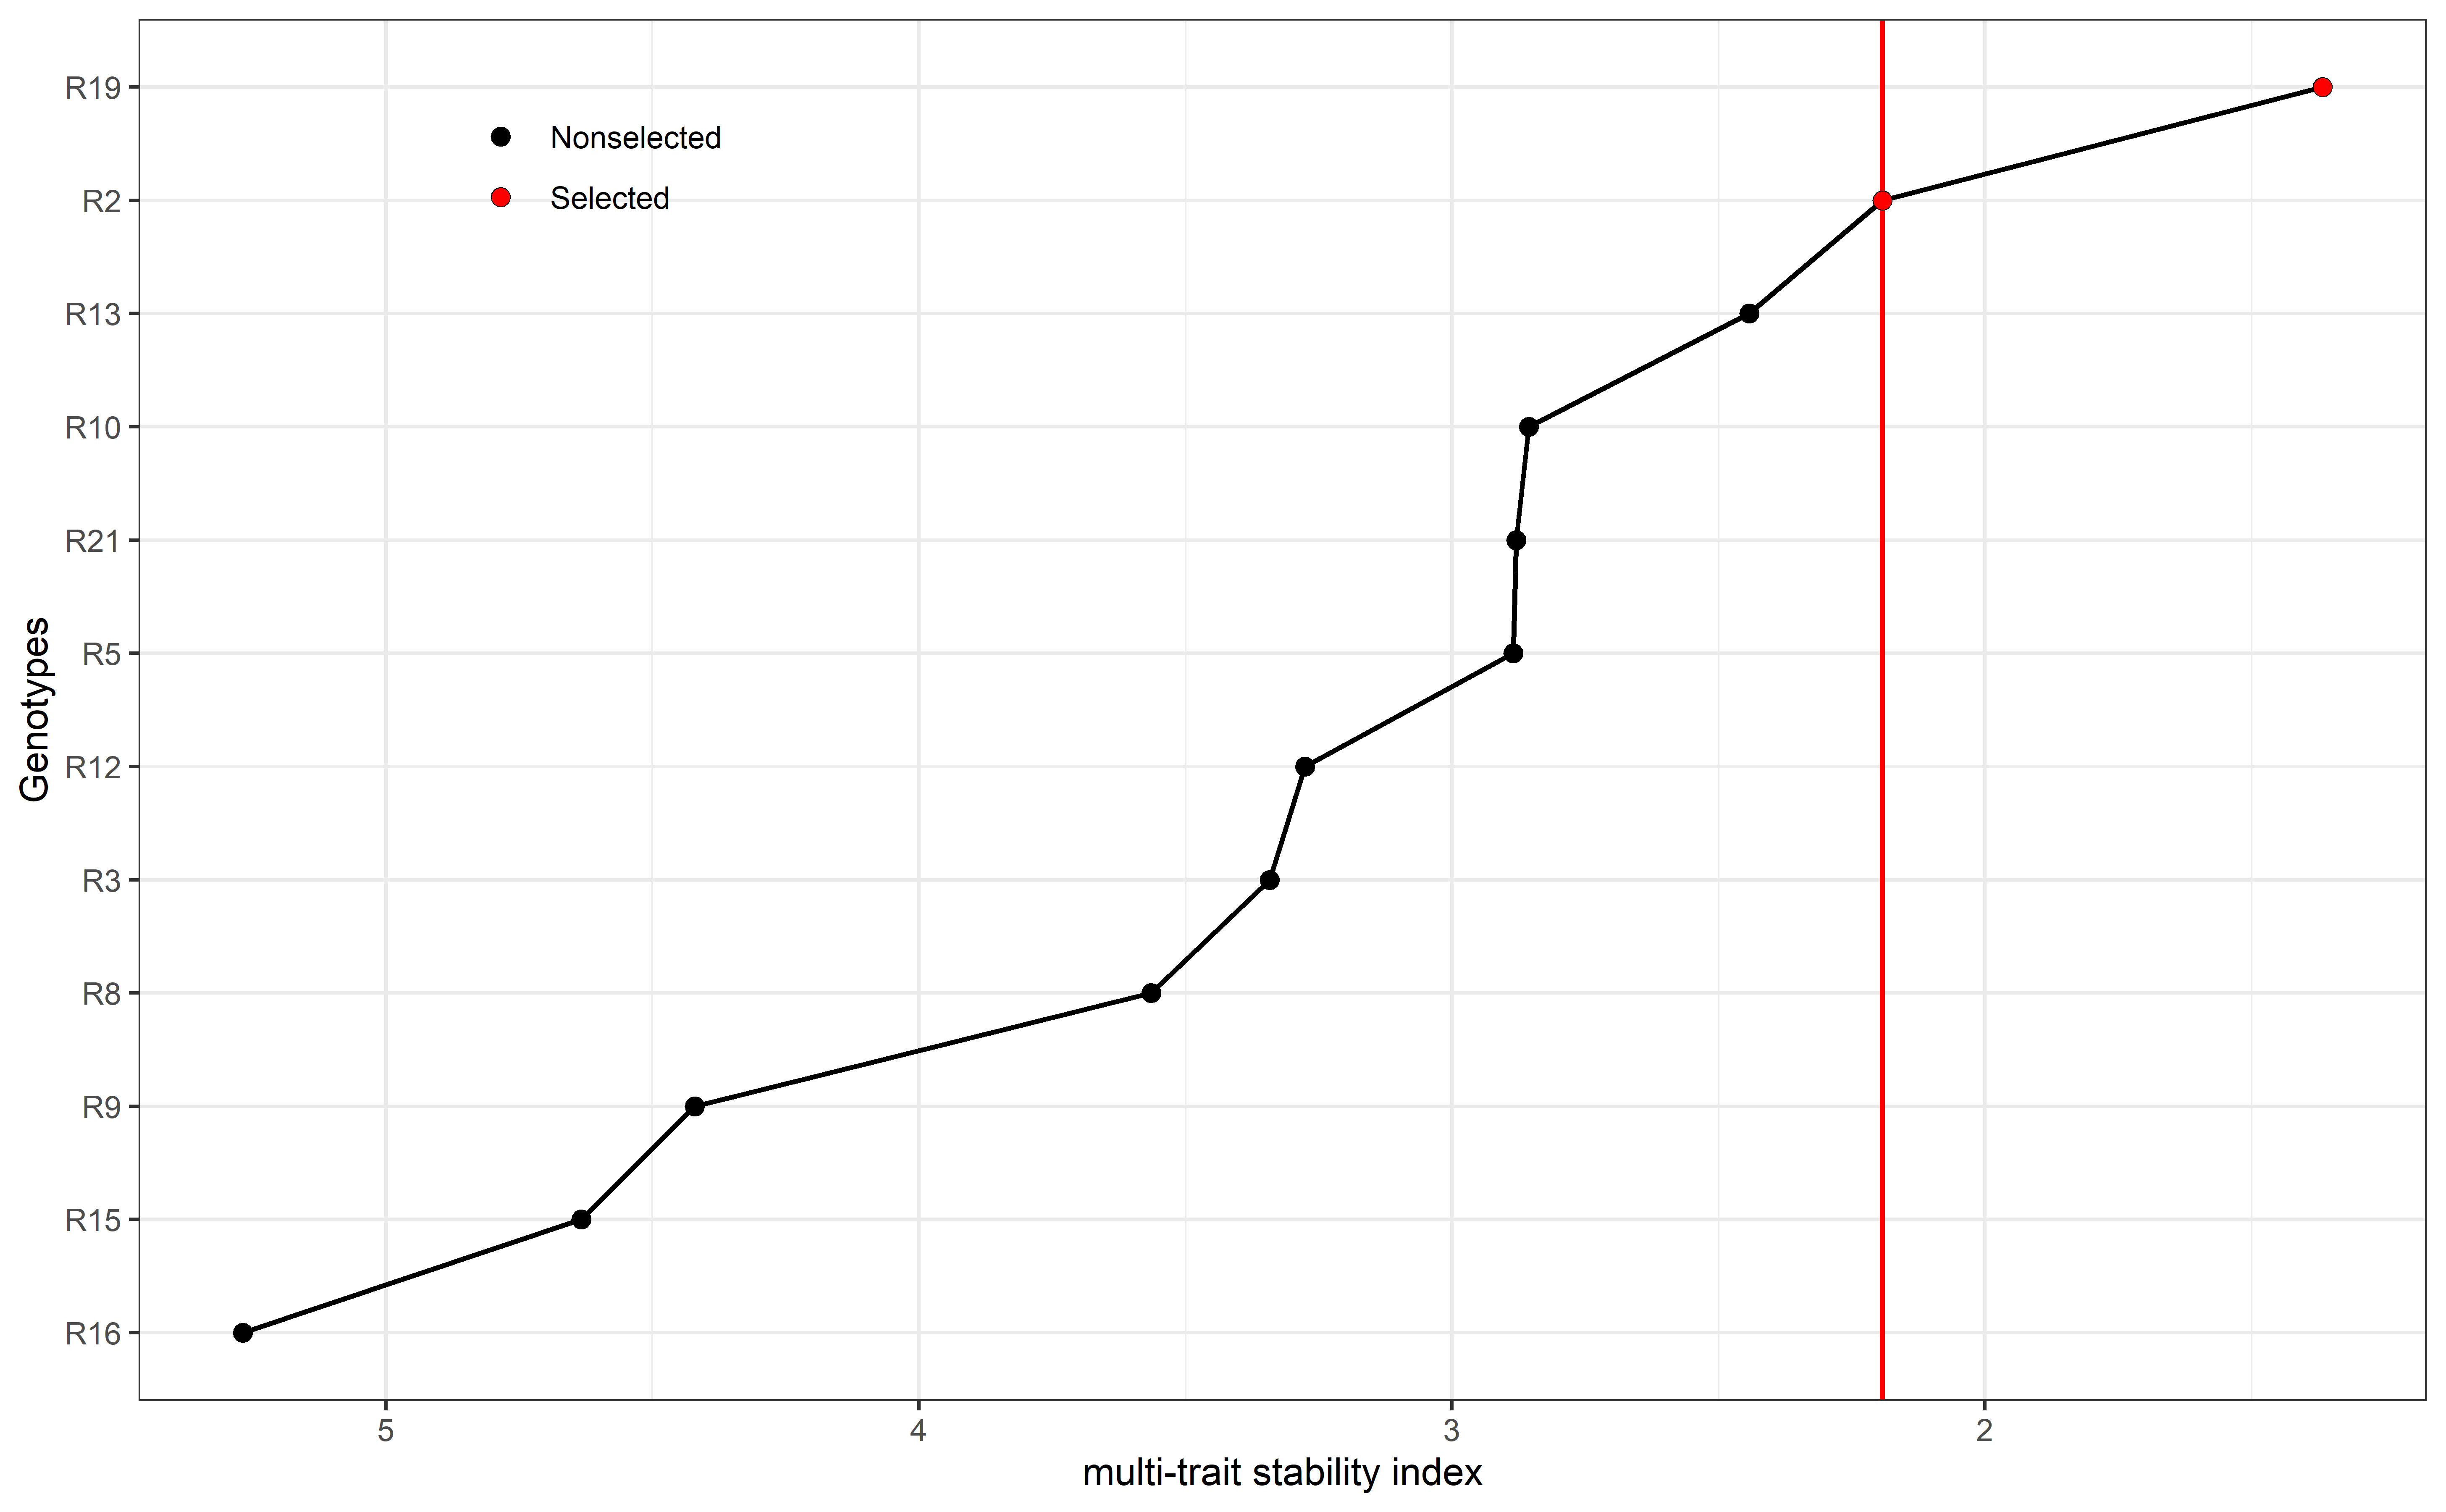 R19
Nonselected
Selected
R2
R13
R10
R21
R5
Genotypes
R12
R3
R8
R9
R15
R16
5 4 3 2
multi-trait stability index